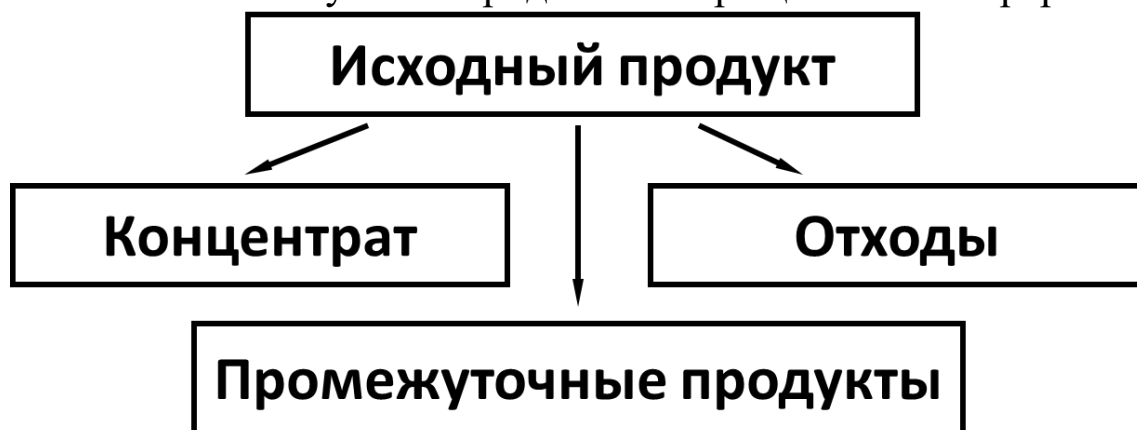 Исходный продукт
Концентрат
Отходы
Промежуточные продукты